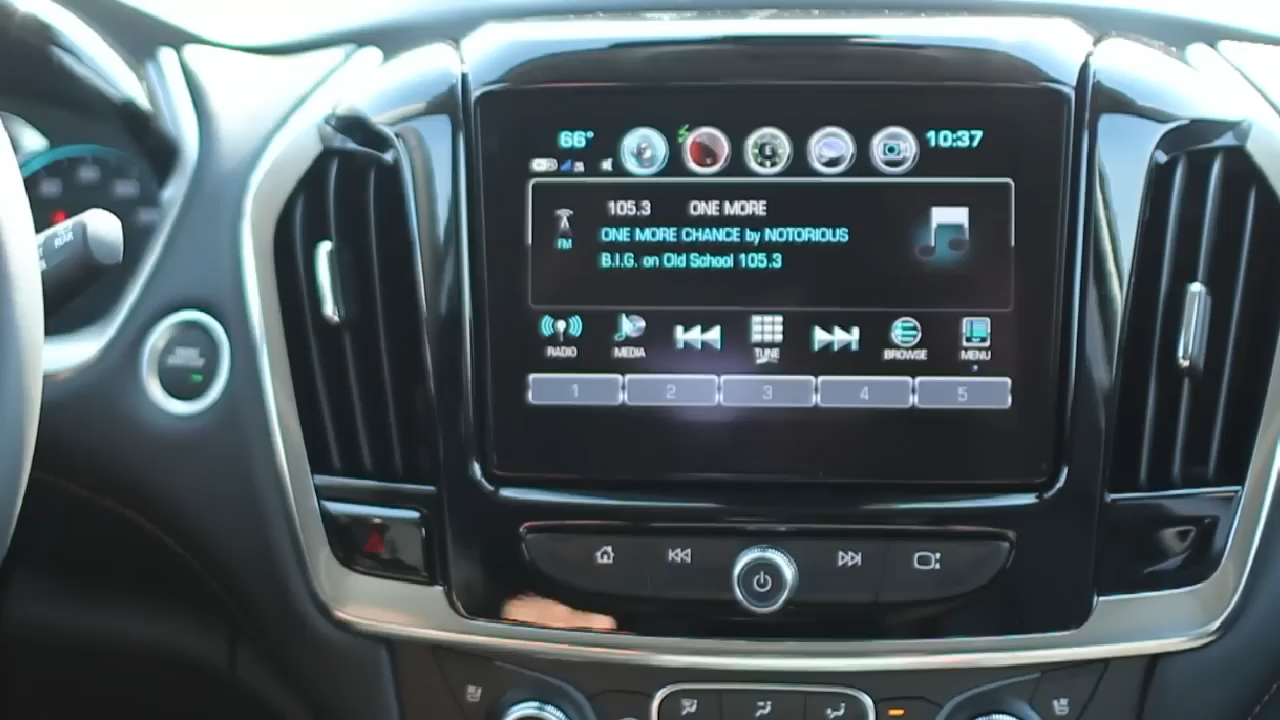 66°
10:37
105.3 ONE MORE
FM
ONE MORE CHANCE by NOTORIOUS
B.I.G. on Old School 105.3
RADIO MEDIA TUNE BROWSE MENU
1 2 3 4 5
REAR